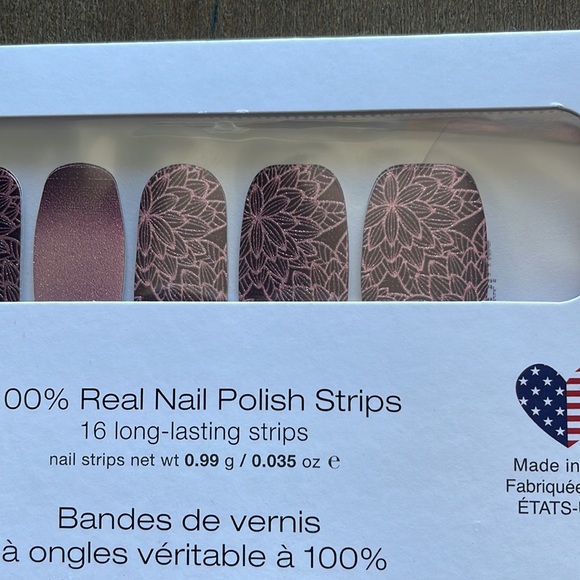 00% Real Nail Polish Strips
16 long-lasting strips
nail strips net wt 0.99 g / 0.035 oz ℮
Bandes de vernis
à ongles véritable à 100%
Made in
Fabriquée
ÉTATS-U